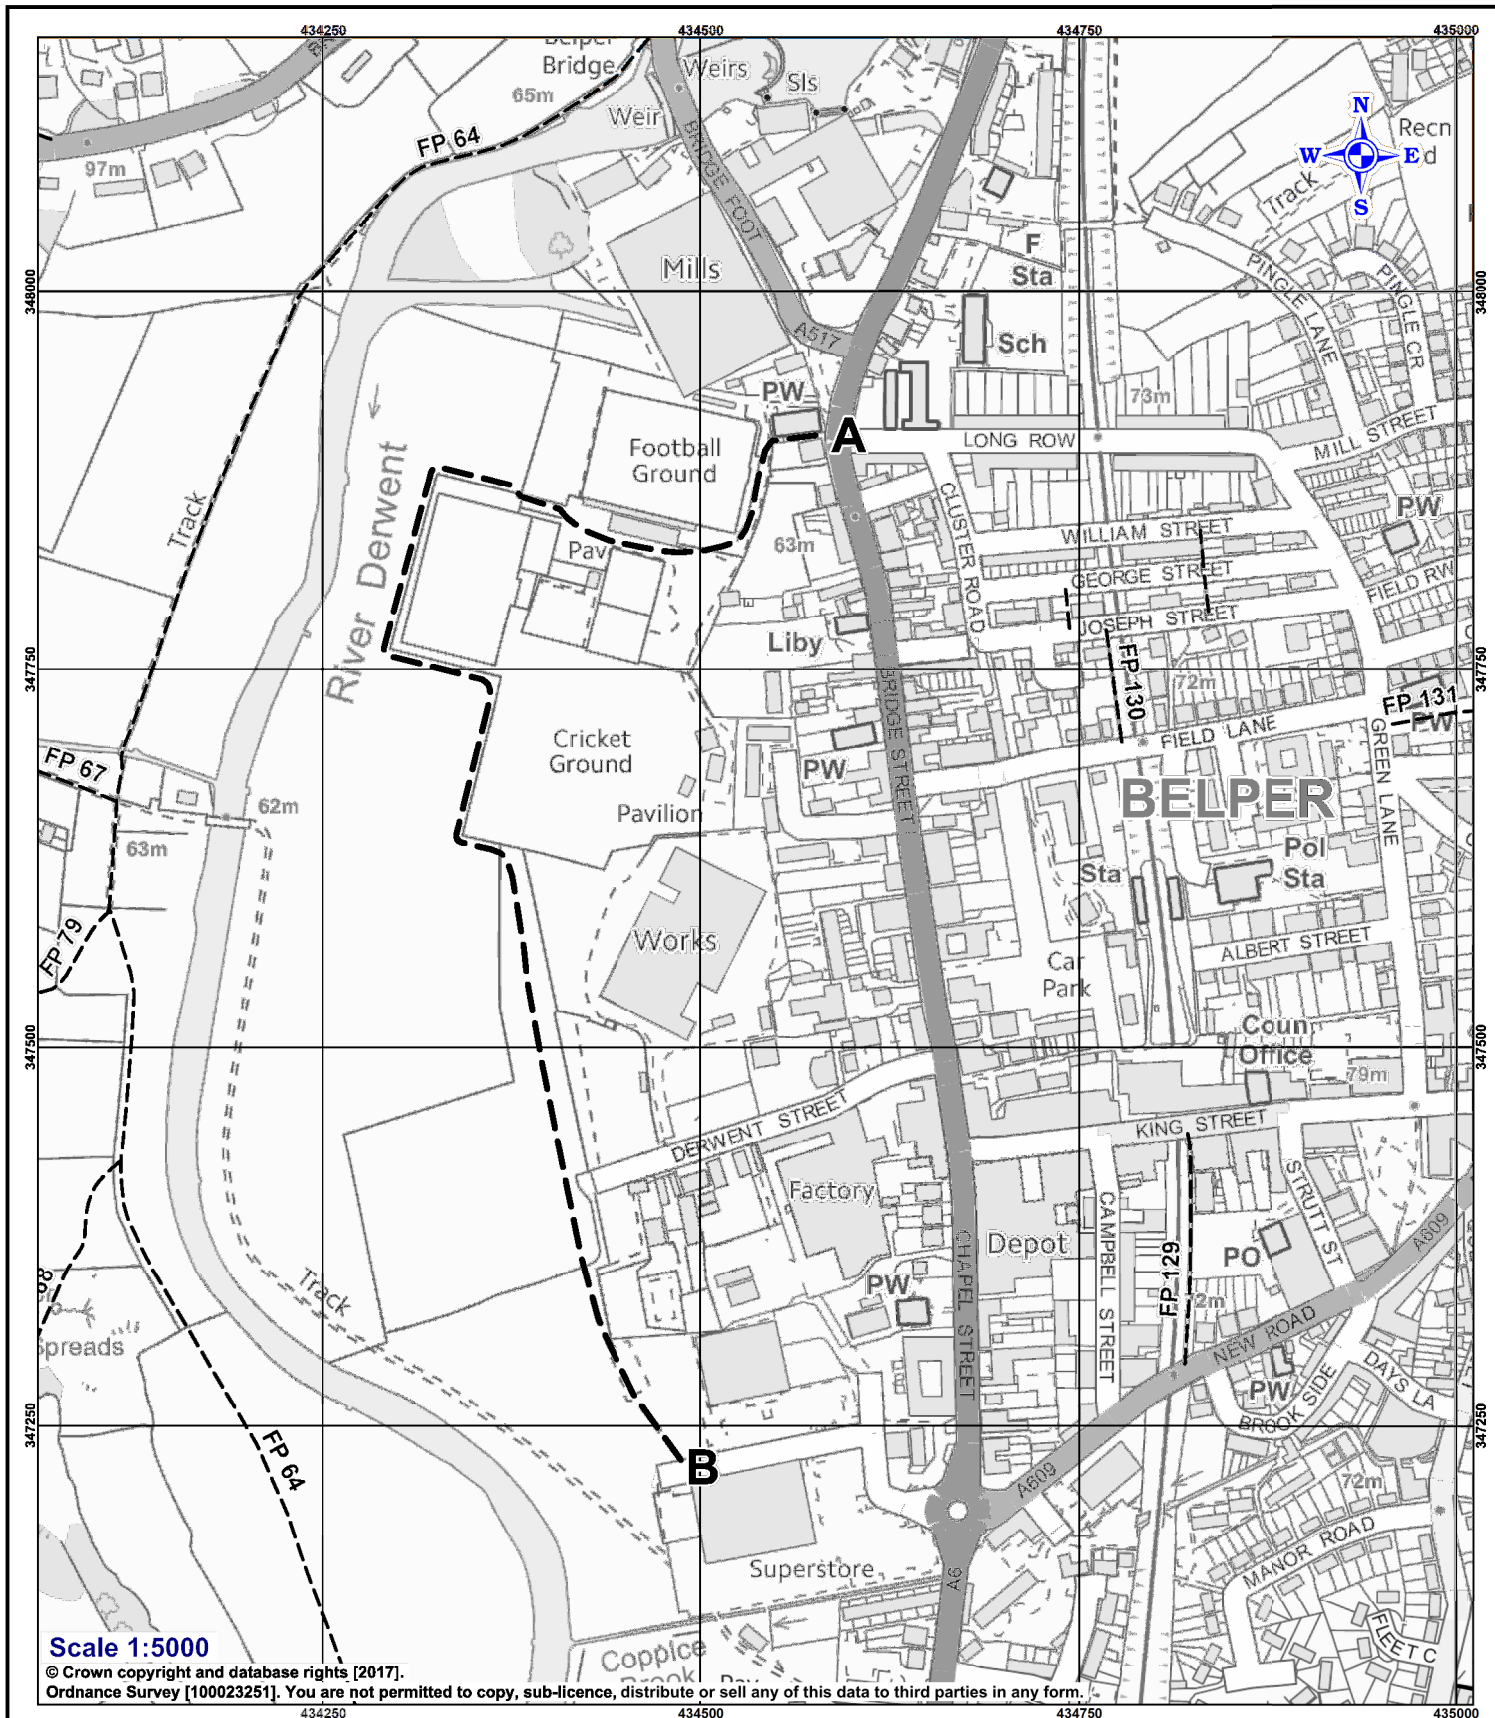 434250
434500
434750
435000
Belper
Bridge
65m
Weirs
Sls
Weir
FP 64
97m
BRIDGE FOOT
N
W
E
S
Recn
d
Track
F
Sta
Mills
PINGLE LANE
PINGLE CR
348000
348000
A517
Sch
PW
73m
A
LONG ROW
MILL STREET
Football
Ground
Track
River Derwent
CLUSTER ROAD
PW
63m
WILLIAM STREET
Pav
GEORGE STREET
FIELD RW
JOSEPH STREET
Liby
347750
347750
FP 130
72m
BRIDGE STREET
FP 131
PW
FIELD LANE
GREEN LANE
Cricket
Ground
PW
FP 67
62m
Pavilion
BELPER
63m
Pol
Sta
Sta
FP 79
Works
ALBERT STREET
Car
Park
Coun
Office
347500
347500
79m
DERWENT STREET
KING STREET
Factory
STRUTT ST
CAMPBELL STREET
Depot
CHAPEL STREET
PO
A609
FP 129
PW
72m
68
Track
Spreads
NEW ROAD
PW
BROOK SIDE
DAYS LA
347250
347250
FP 64
B
A609
72m
MANOR ROAD
Superstore
A6
FLEET C
Scale 1:5000
Coppice
Brook
Pav
© Crown copyright and database rights [2017].
Ordnance Survey [100023251]. You are not permitted to copy, sub-licence, distribute or sell any of this data to third parties in any form.
434250
434500
434750
435000